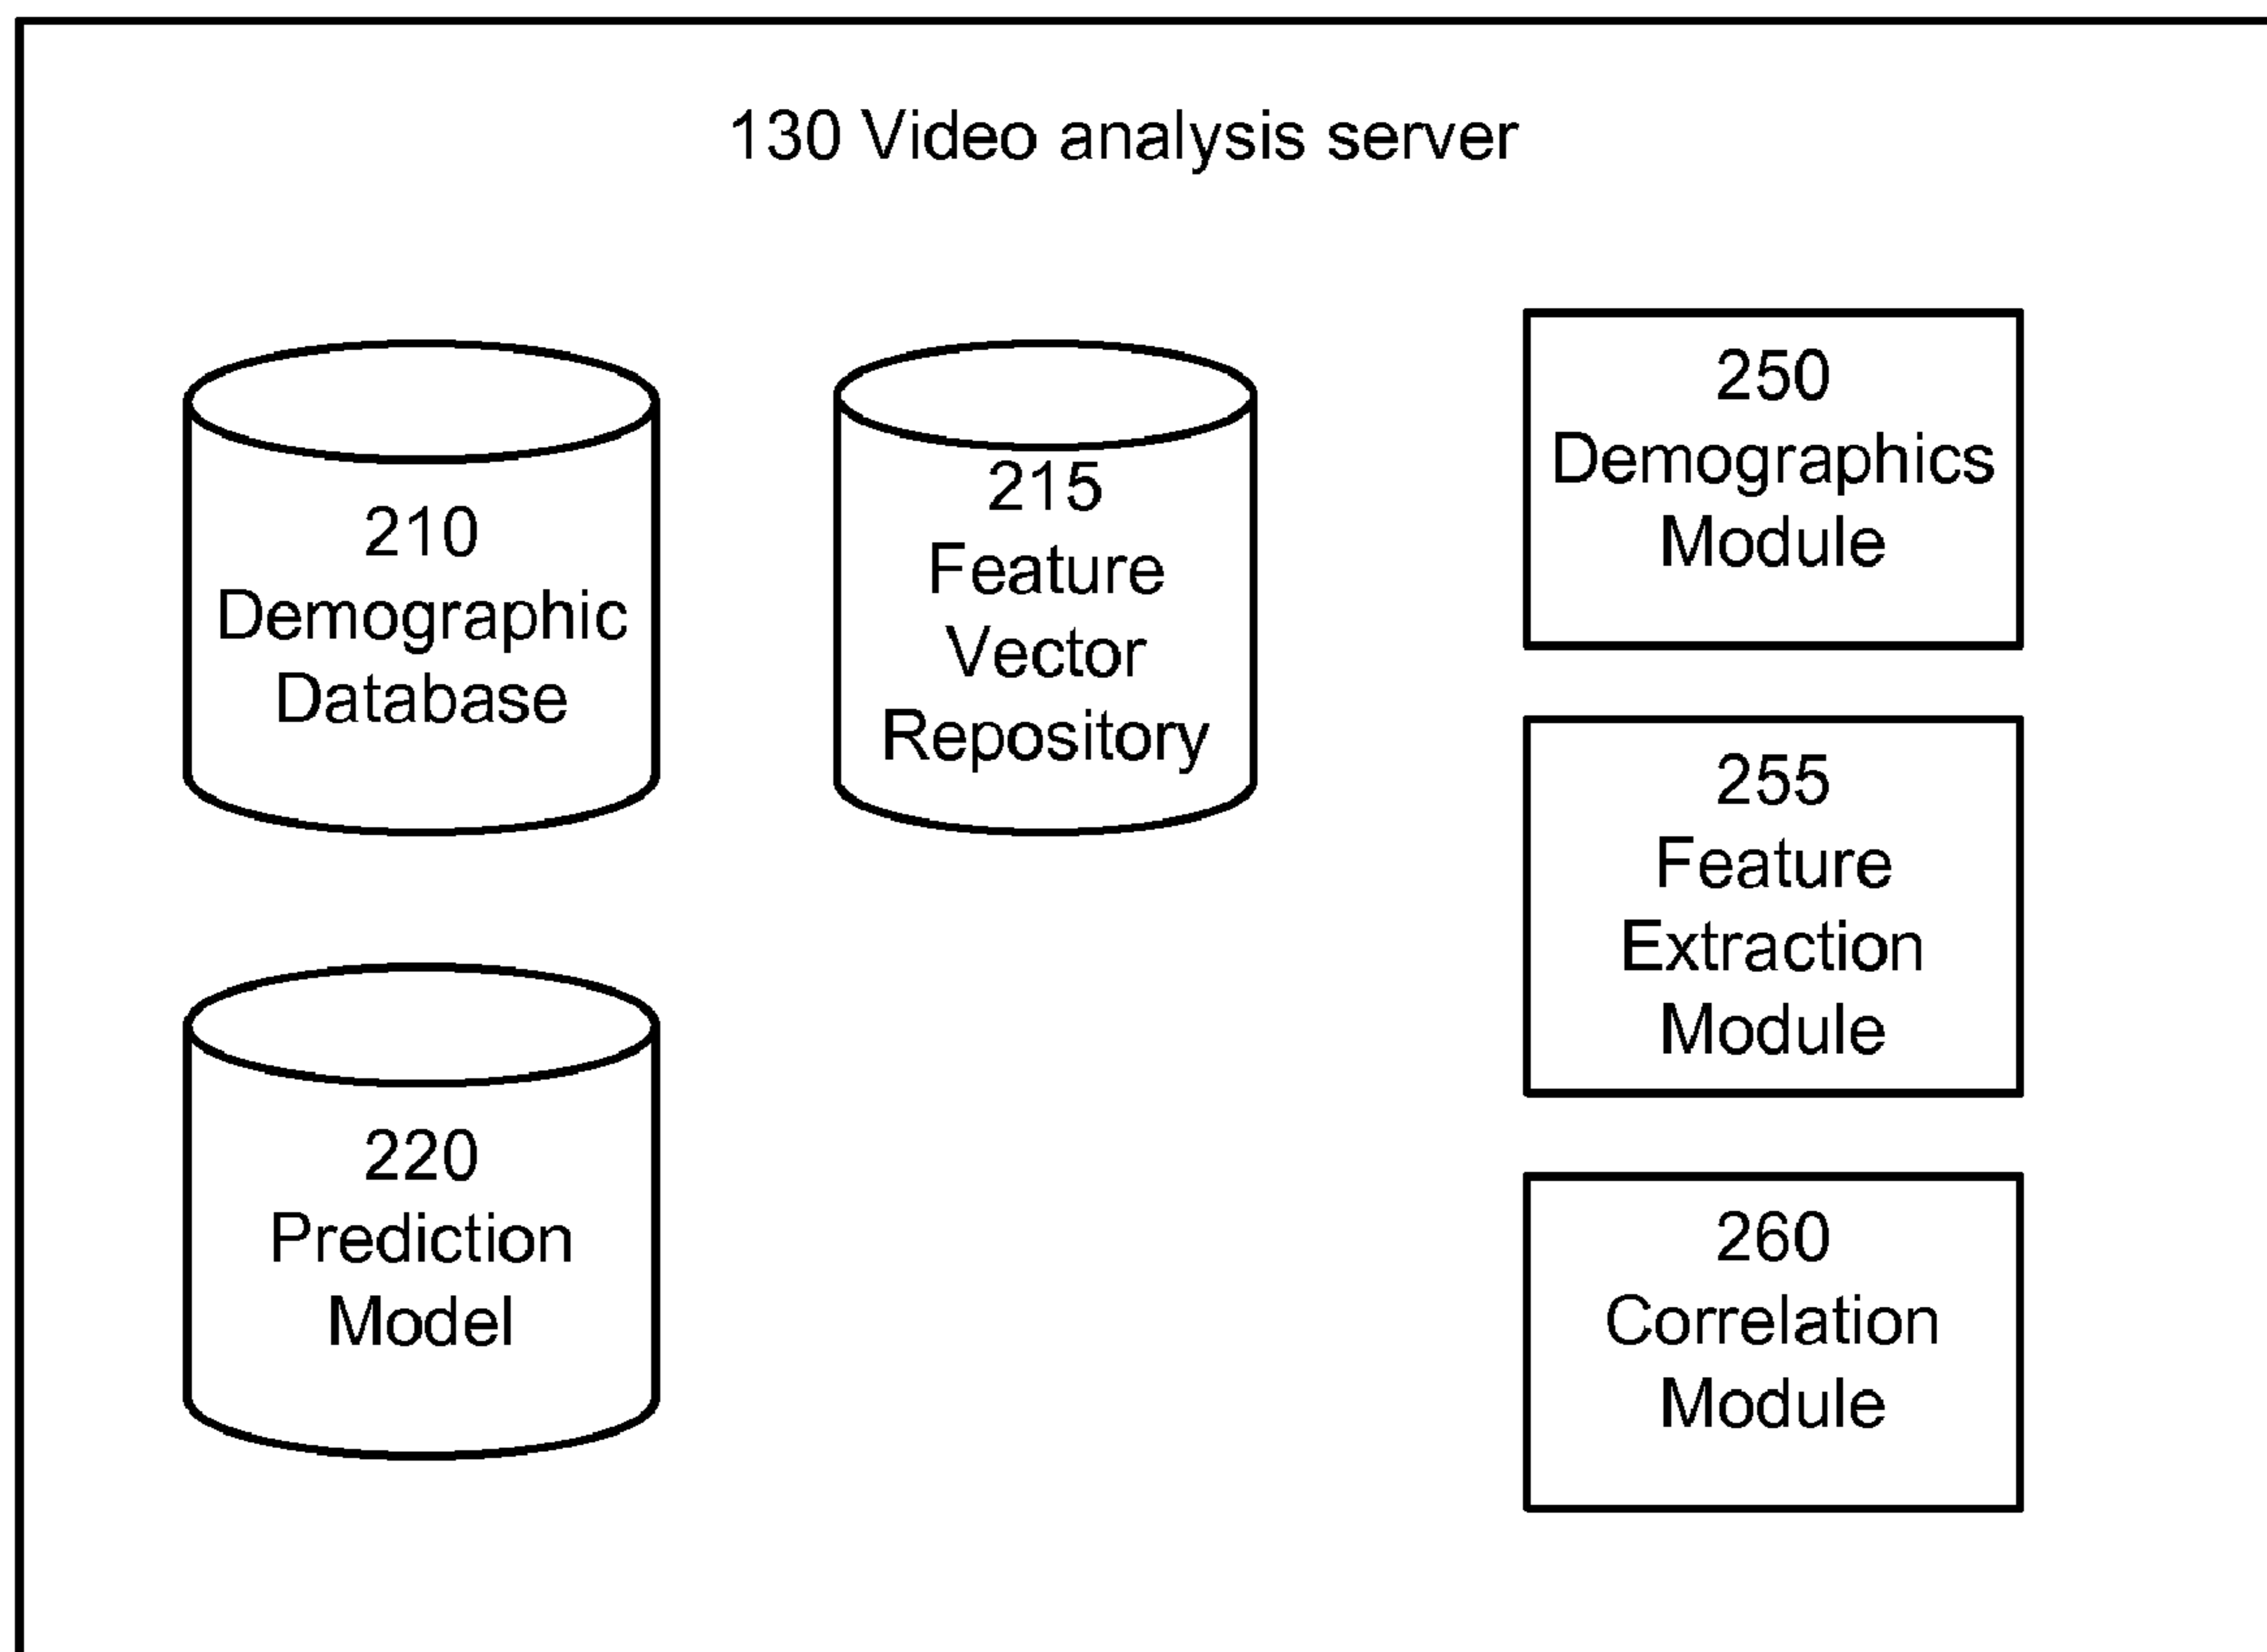 130 Video analysis server
210
Demographic
Database
215
Feature
Vector
Repository
250
Demographics
Module
255
Feature
Extraction
Module
220
Prediction
Model
260
Correlation
Module